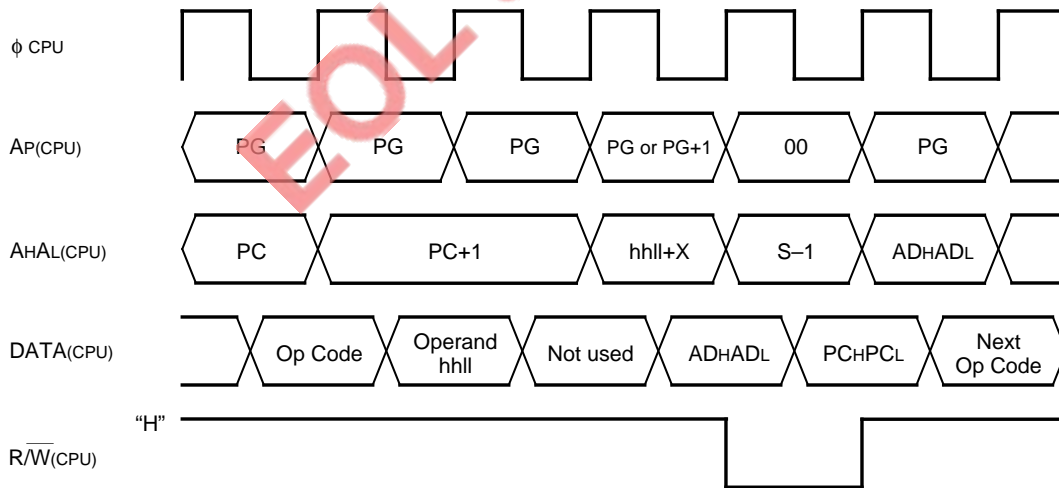 ϕ CPU
AP(CPU) PG PG PG PG or PG+1 00 PG
AHAL(CPU) PC PC+1 hhll+X S–1 ADHADL
DATA(CPU) Op Code Operand hhll Not used ADHADL PCHPCL Next Op Code
“H”
R/W̅(CPU)
EOL